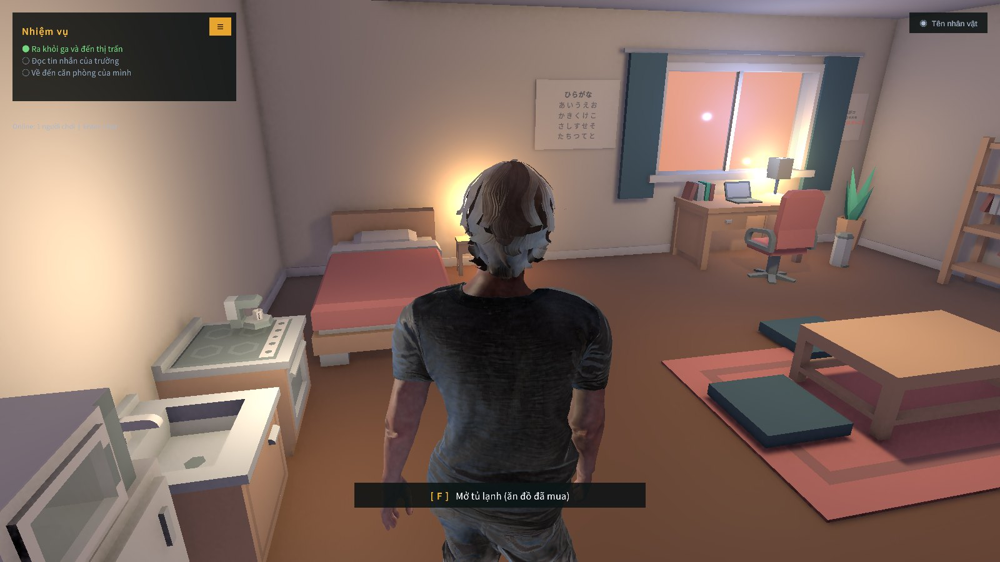 Nhiệm vụ
Ra khỏi ga và đến thị trấn
Đọc tin nhắn của trường
Về đến căn phòng của mình
Tên nhân vật
Online: 1 người chơi |
ひらがな
あいうえお
かきくけこ
さしすせそ
たちつてと
[ F ] Mở tủ lạnh (ăn đồ đã mua)